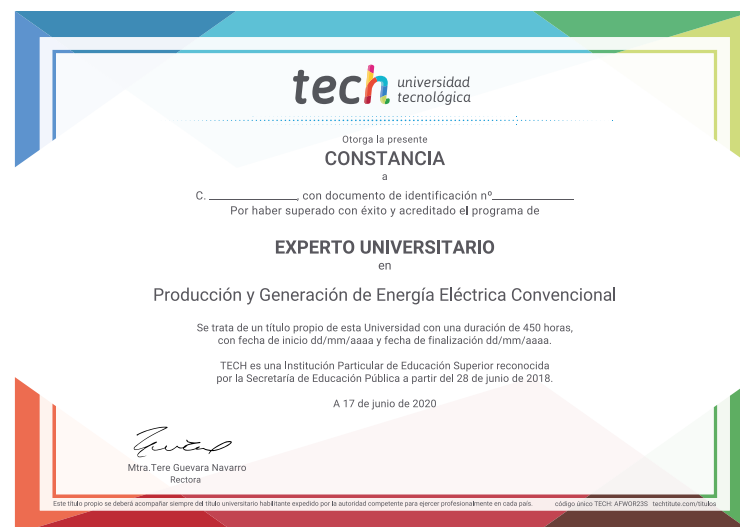 tech universidad
tecnológica
Otorga la presente
CONSTANCIA
a
C. ____________, con documento de identificación nº____________
Por haber superado con éxito y acreditado el programa de
EXPERTO UNIVERSITARIO
en
Producción y Generación de Energía Eléctrica Convencional
Se trata de un título propio de esta Universidad con una duración de 450 horas,
con fecha de inicio dd/mm/aaaa y fecha de finalización dd/mm/aaaa.
TECH es una Institución Particular de Educación Superior reconocida
por la Secretaría de Educación Pública a partir del 28 de junio de 2018.
A 17 de junio de 2020
Mtra.Tere Guevara Navarro
Rectora
Este título propio se deberá acompañar siempre del título universitario habilitante expedido por la autoridad competente para ejercer profesionalmente en cada país. código único TECH: AFWOR23S techtitute.com/titulos